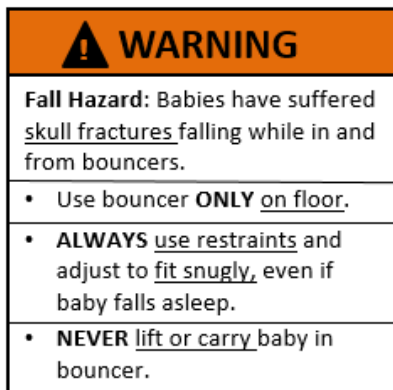 WARNING
Fall Hazard: Babies have suffered
skull fractures falling while in and
from bouncers.
• Use bouncer ONLY on floor.
• ALWAYS use restraints and
adjust to fit snugly, even if
baby falls asleep.
• NEVER lift or carry baby in
bouncer.